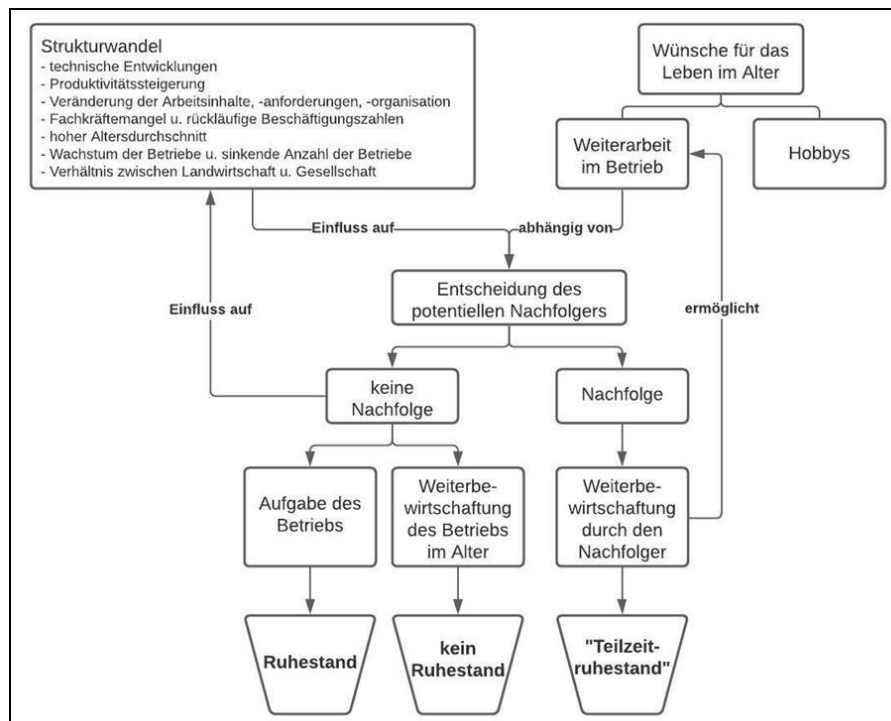 Strukturwandel
- technische Entwicklungen
- Produktivitätssteigerung
- Veränderung der Arbeitsinhalte, -anforderungen, -organisation
- Fachkräftemangel u. rückläufige Beschäftigungszahlen
- hoher Altersdurchschnitt
- Wachstum der Betriebe u. sinkende Anzahl der Betriebe
- Verhältnis zwischen Landwirtschaft u. Gesellschaft
Wünsche für das
Leben im Alter
Weiterarbeit
im Betrieb
Hobbys
Einfluss auf
abhängig von
Entscheidung des
potentiellen Nachfolgers
Einfluss auf
ermöglicht
keine
Nachfolge
Nachfolge
Aufgabe des
Betriebs
Weiterbe-
wirtschaftung
des Betriebs
im Alter
Weiterbe-
wirtschaftung
durch den
Nachfolger
Ruhestand
kein
Ruhestand
"Teilzeit-
ruhestand"